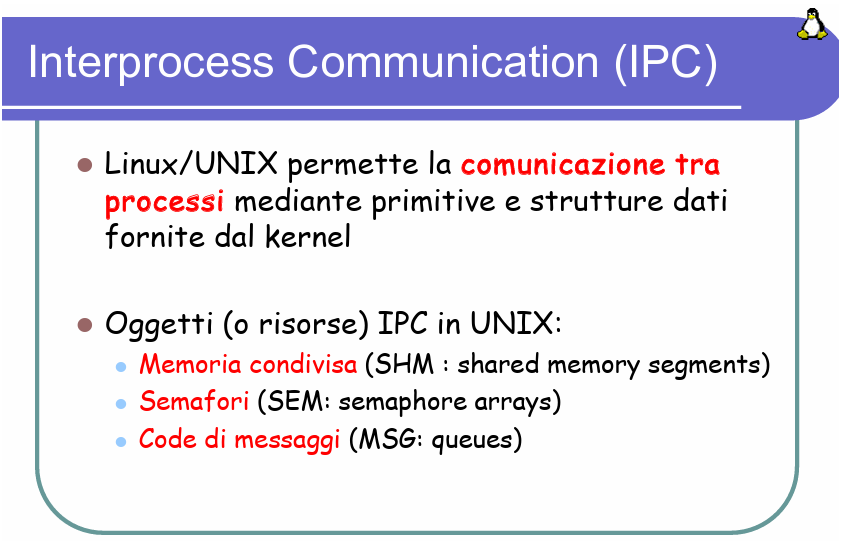 Interprocess Communication (IPC)
Linux/UNIX permette la comunicazione tra
processi mediante primitive e strutture dati
fornite dal kernel
Oggetti (o risorse) IPC in UNIX:
Memoria condivisa (SHM : shared memory segments)
Semafori (SEM: semaphore arrays)
Code di messaggi (MSG: queues)